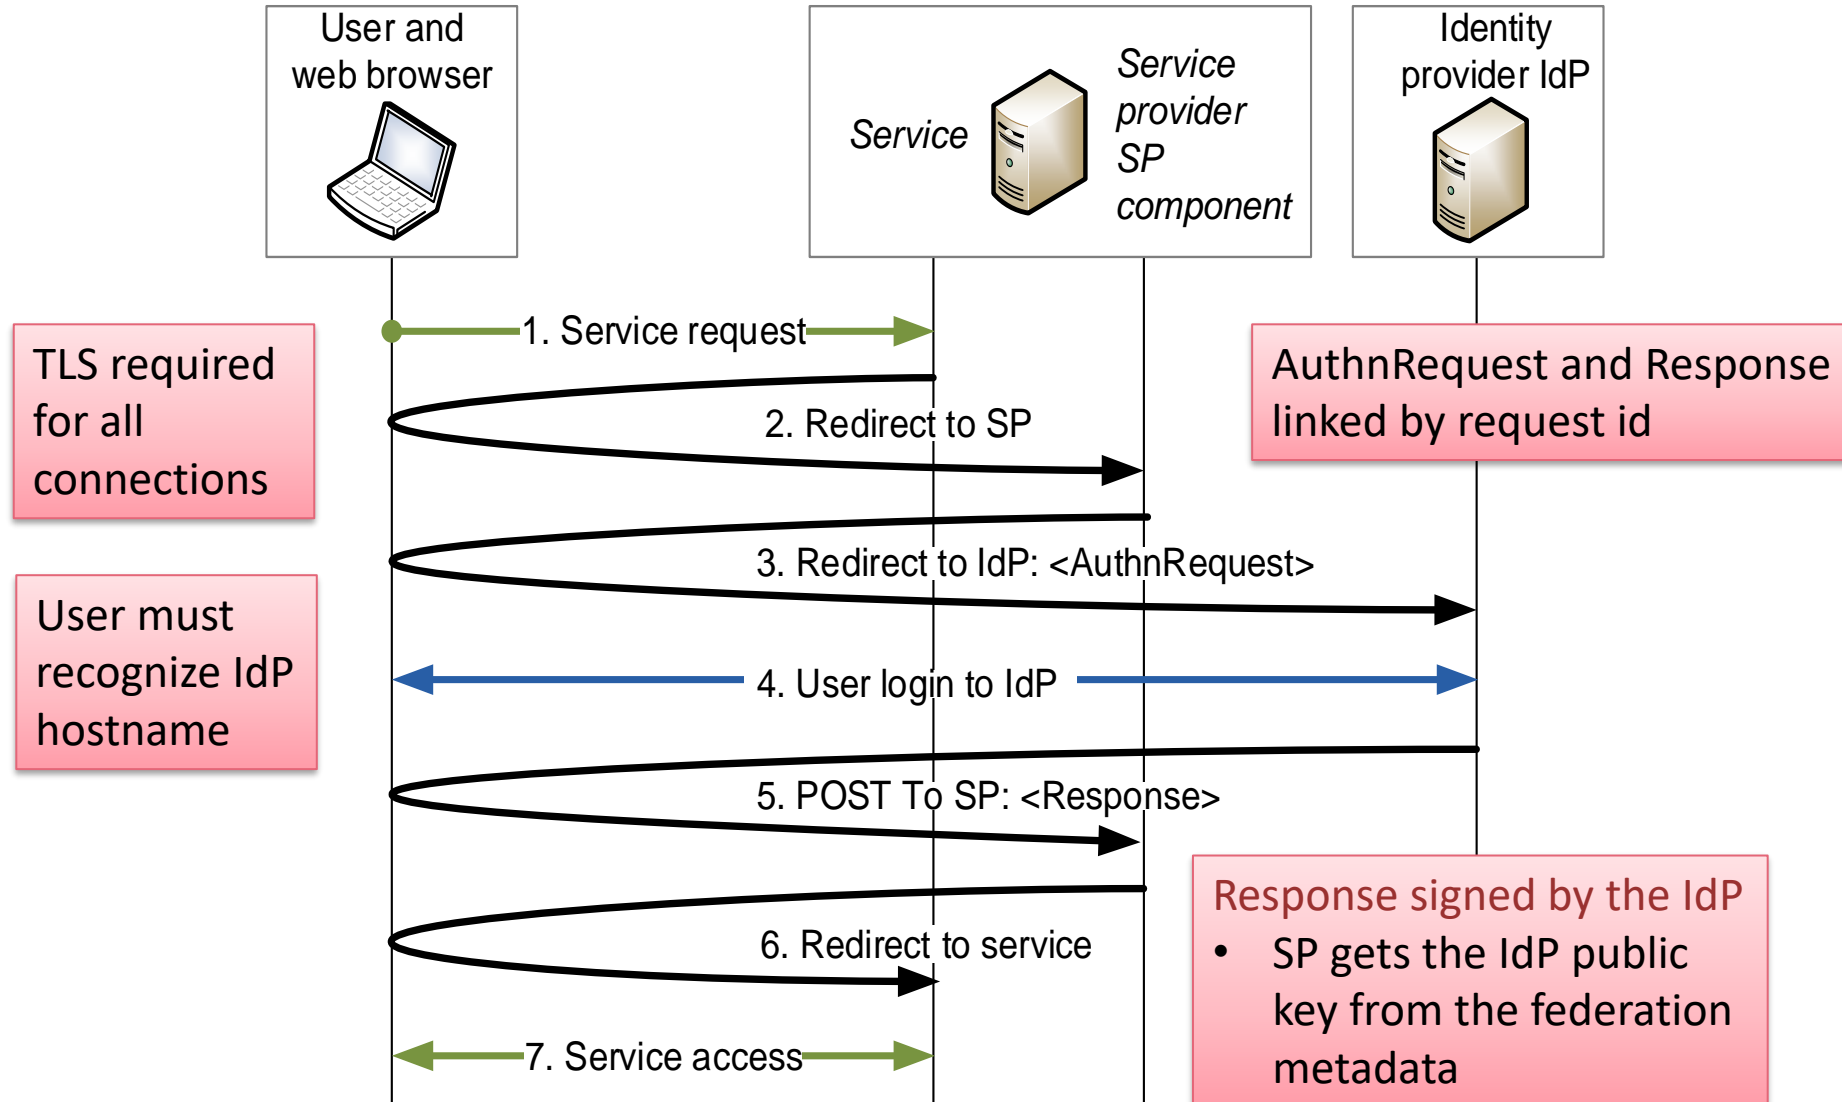 User and
web browser
Service
Service
provider
SP
component
Identity
provider IdP
1. Service request
TLS required
for all
connections
AuthnRequest and Response
linked by request id
2. Redirect to SP
3. Redirect to IdP: <AuthnRequest>
User must
recognize IdP
hostname
4. User login to IdP
5. POST To SP: <Response>
6. Redirect to service
Response signed by the IdP
• SP gets the IdP public
key from the federation
metadata
7. Service access